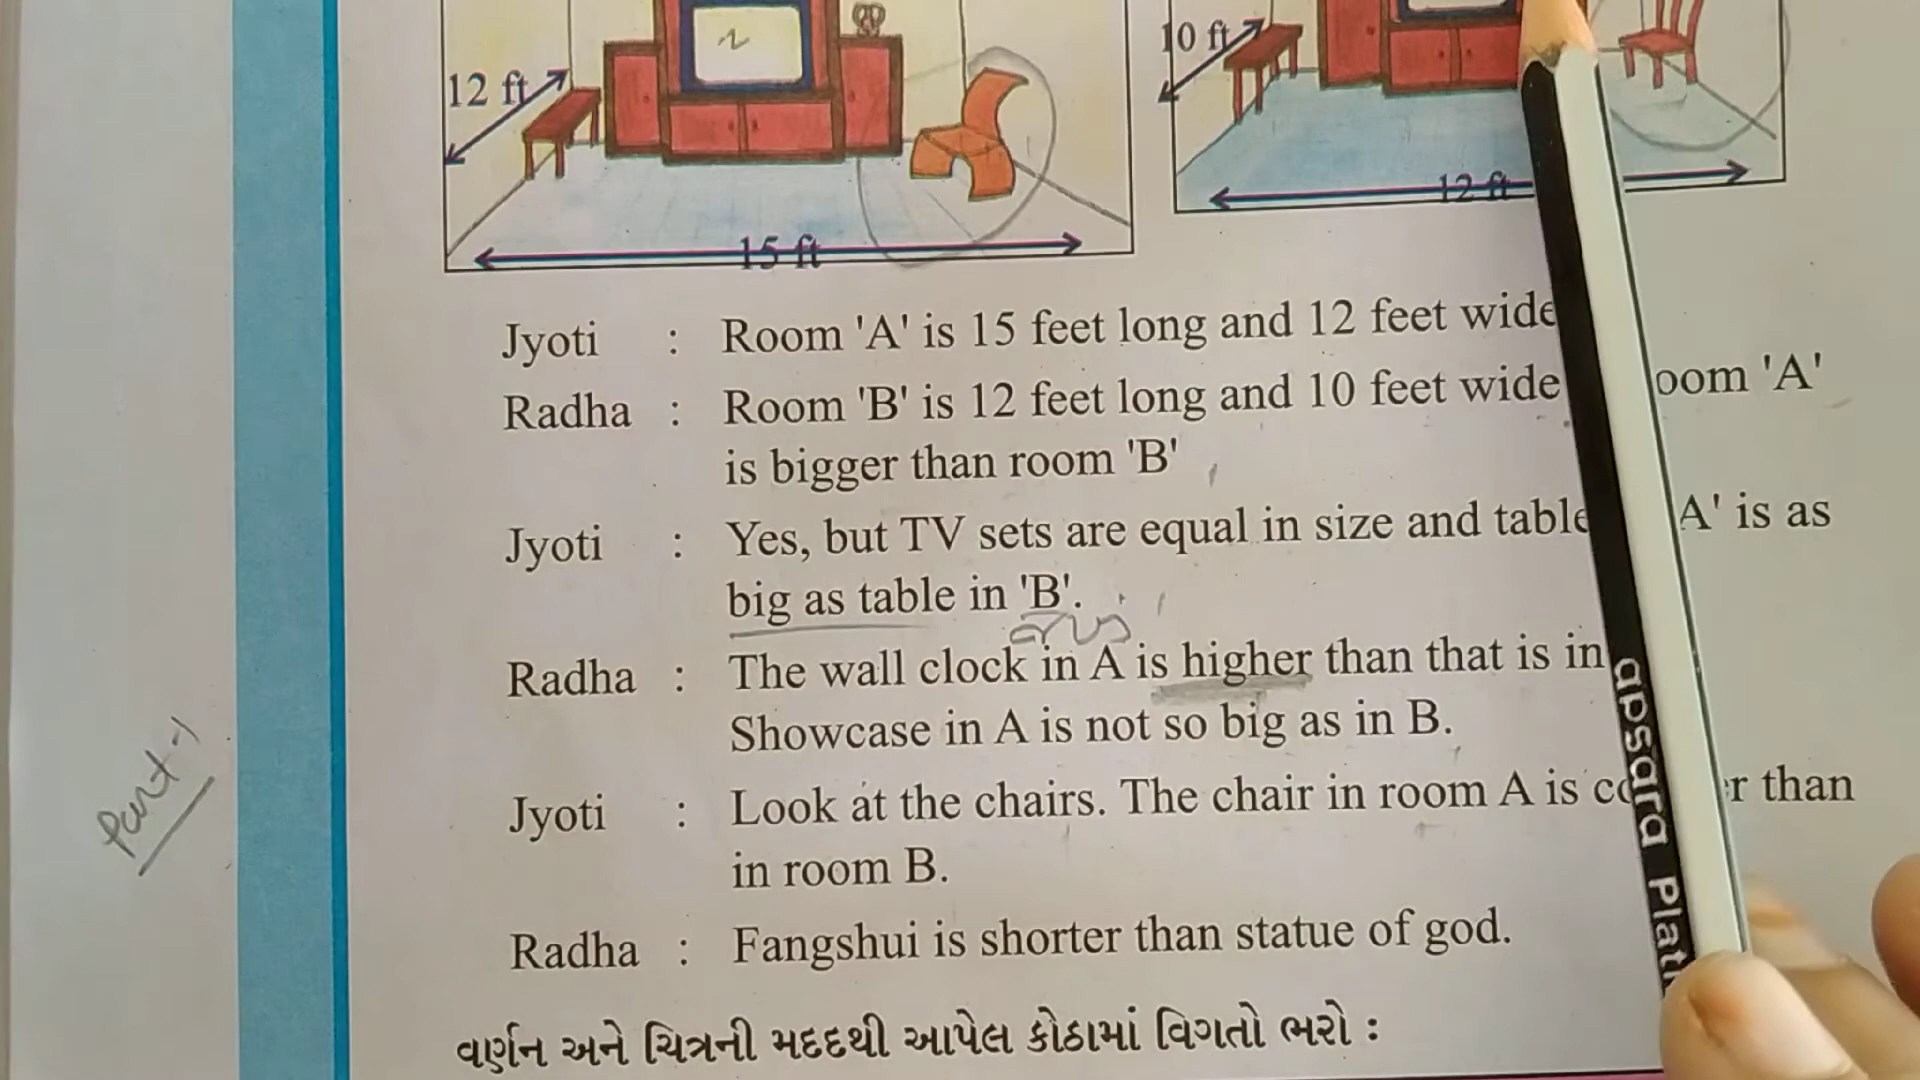 12 ft
15 ft
10 ft
12 ft
Jyoti : Room 'A' is 15 feet long and 12 feet wide
Radha : Room 'B' is 12 feet long and 10 feet wide oom 'A'
is bigger than room 'B'
Jyoti : Yes, but TV sets are equal in size and table A' is as
big as table in 'B'.
Radha : The wall clock in A is higher than that is in
Showcase in A is not so big as in B.
Jyoti : Look at the chairs. The chair in room A is co r than
in room B.
Radha : Fangshui is shorter than statue of god.
વર્ણન અને ચિત્રની મદદથી આપેલ કોઠામાં વિગતો ભરો :
Part-1
apsara Plati